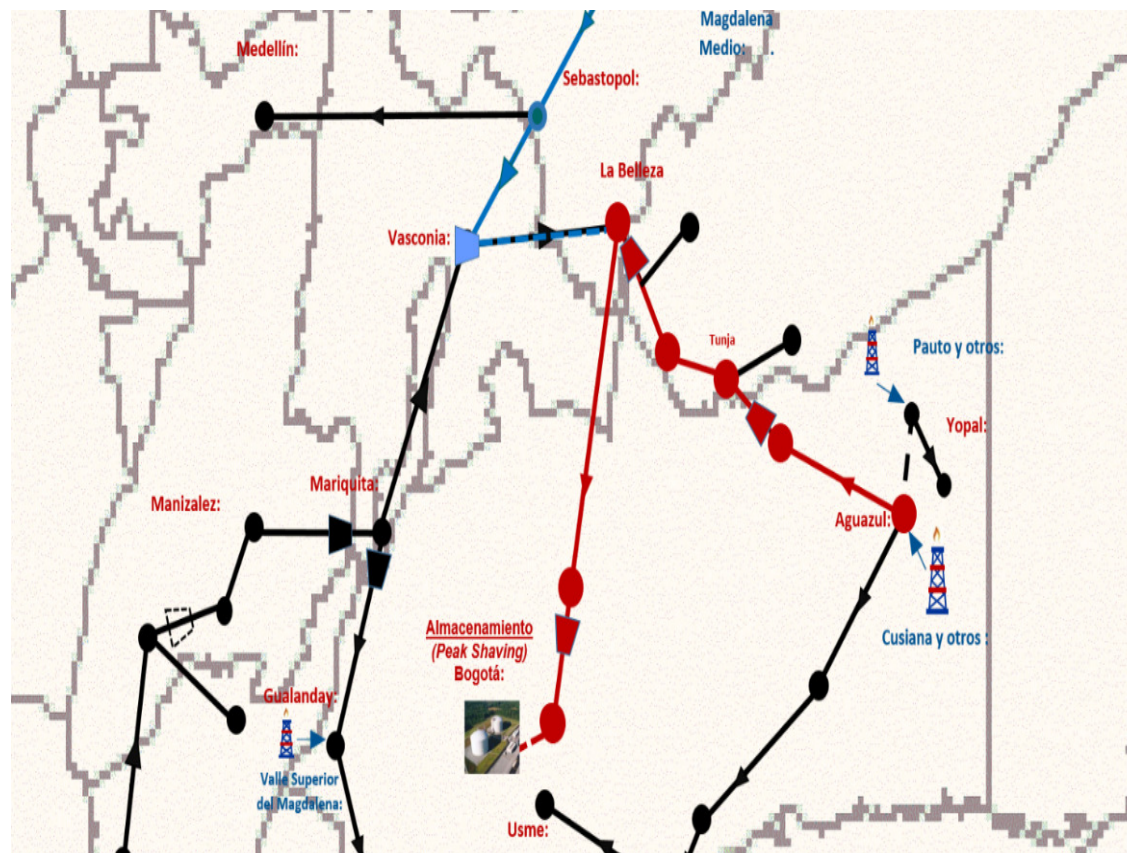 Magdalena
Medio: .
Medellín:
Sebastopol:
La Belleza
Vasconia:
Tunja
Pauto y otros:
Yopal:
Mariquita:
Manizalez:
Aguazul:
Almacenamiento
(Peak Shaving)
Bogotá:
Cusiana y otros :
Gualanday:
Valle Superior
del Magdalena:
Usme: